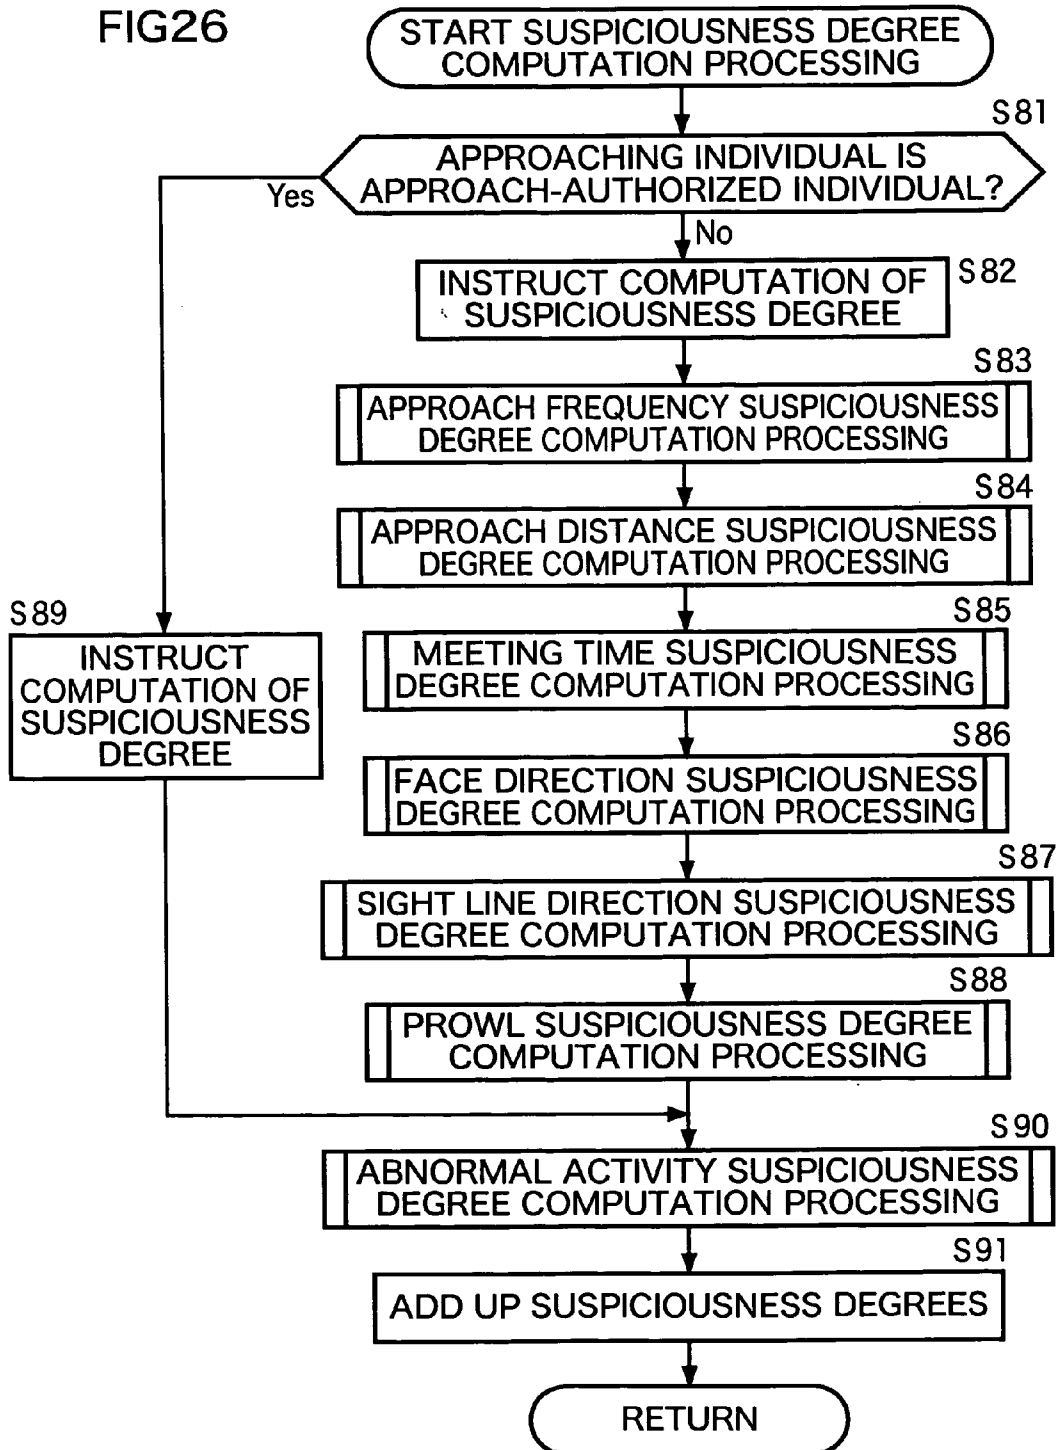 FIG26
START SUSPICIOUSNESS DEGREE
COMPUTATION PROCESSING
S81
APPROACHING INDIVIDUAL IS
APPROACH-AUTHORIZED INDIVIDUAL?
Yes
No
S82
INSTRUCT COMPUTATION OF
SUSPICIOUSNESS DEGREE
S83
APPROACH FREQUENCY SUSPICIOUSNESS
DEGREE COMPUTATION PROCESSING
S84
APPROACH DISTANCE SUSPICIOUSNESS
DEGREE COMPUTATION PROCESSING
S85
MEETING TIME SUSPICIOUSNESS
DEGREE COMPUTATION PROCESSING
S89
INSTRUCT
COMPUTATION OF
SUSPICIOUSNESS
DEGREE
S86
FACE DIRECTION SUSPICIOUSNESS
DEGREE COMPUTATION PROCESSING
S87
SIGHT LINE DIRECTION SUSPICIOUSNESS
DEGREE COMPUTATION PROCESSING
S88
PROWL SUSPICIOUSNESS DEGREE
COMPUTATION PROCESSING
S90
ABNORMAL ACTIVITY SUSPICIOUSNESS
DEGREE COMPUTATION PROCESSING
S91
ADD UP SUSPICIOUSNESS DEGREES
RETURN